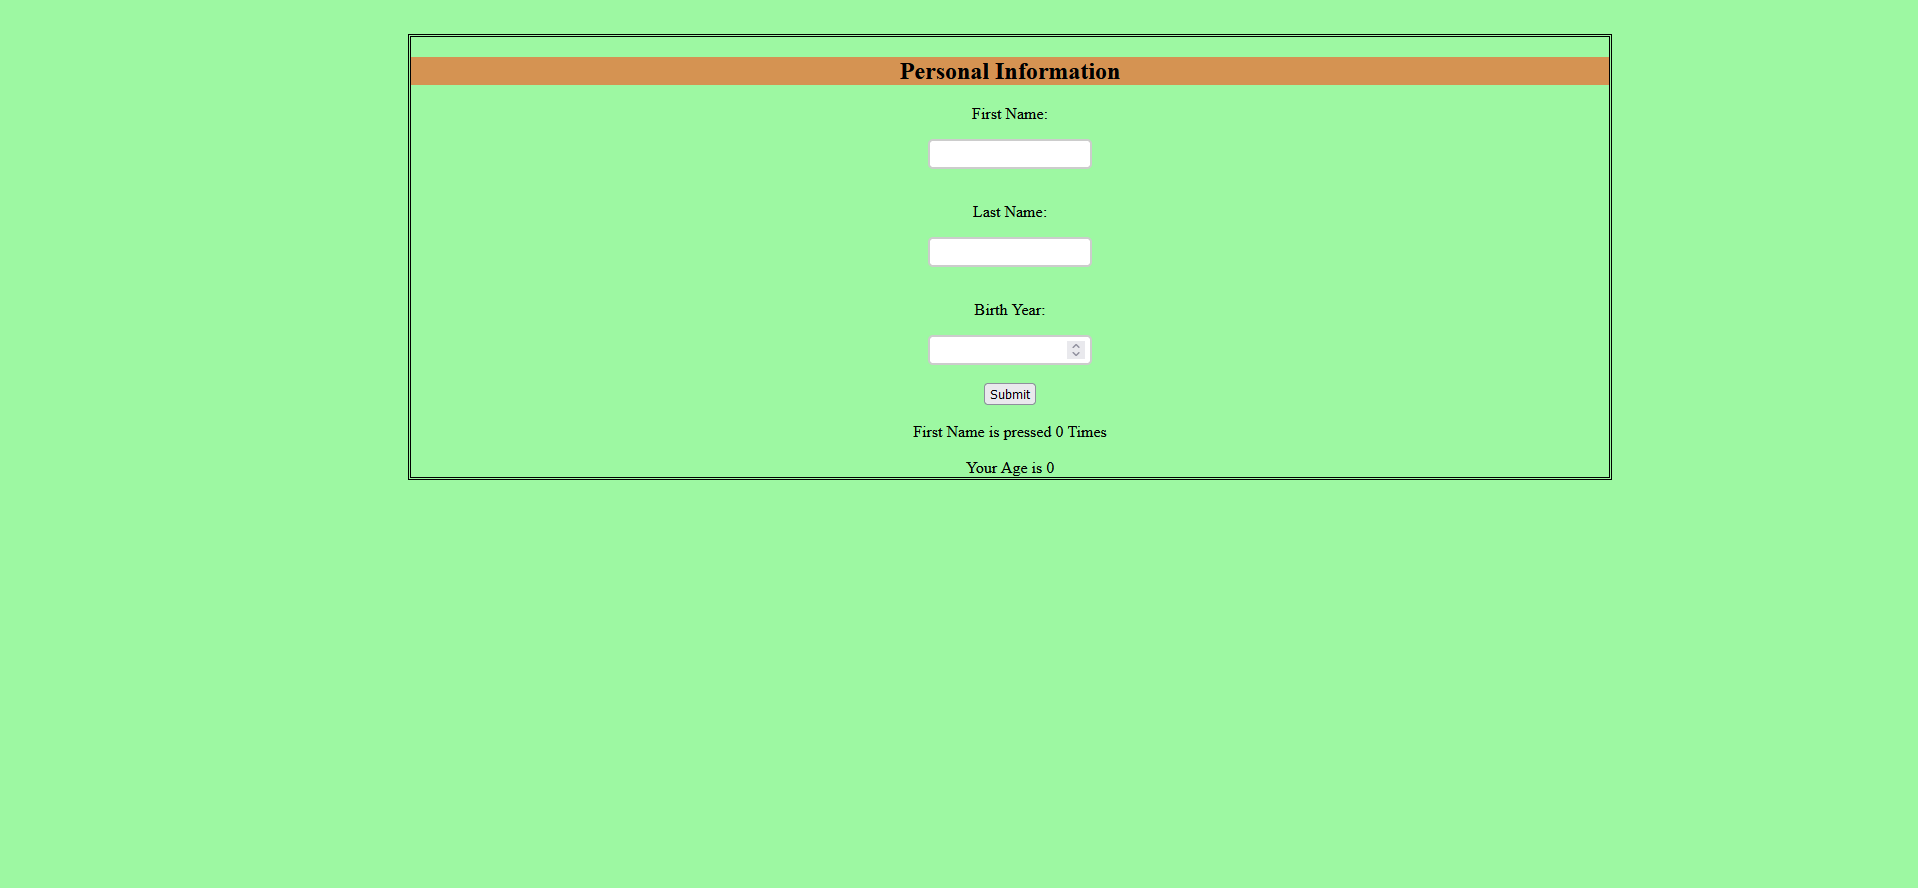 Personal Information
First Name:
Last Name:
Birth Year:
Submit
First Name is pressed 0 Times
Your Age is 0